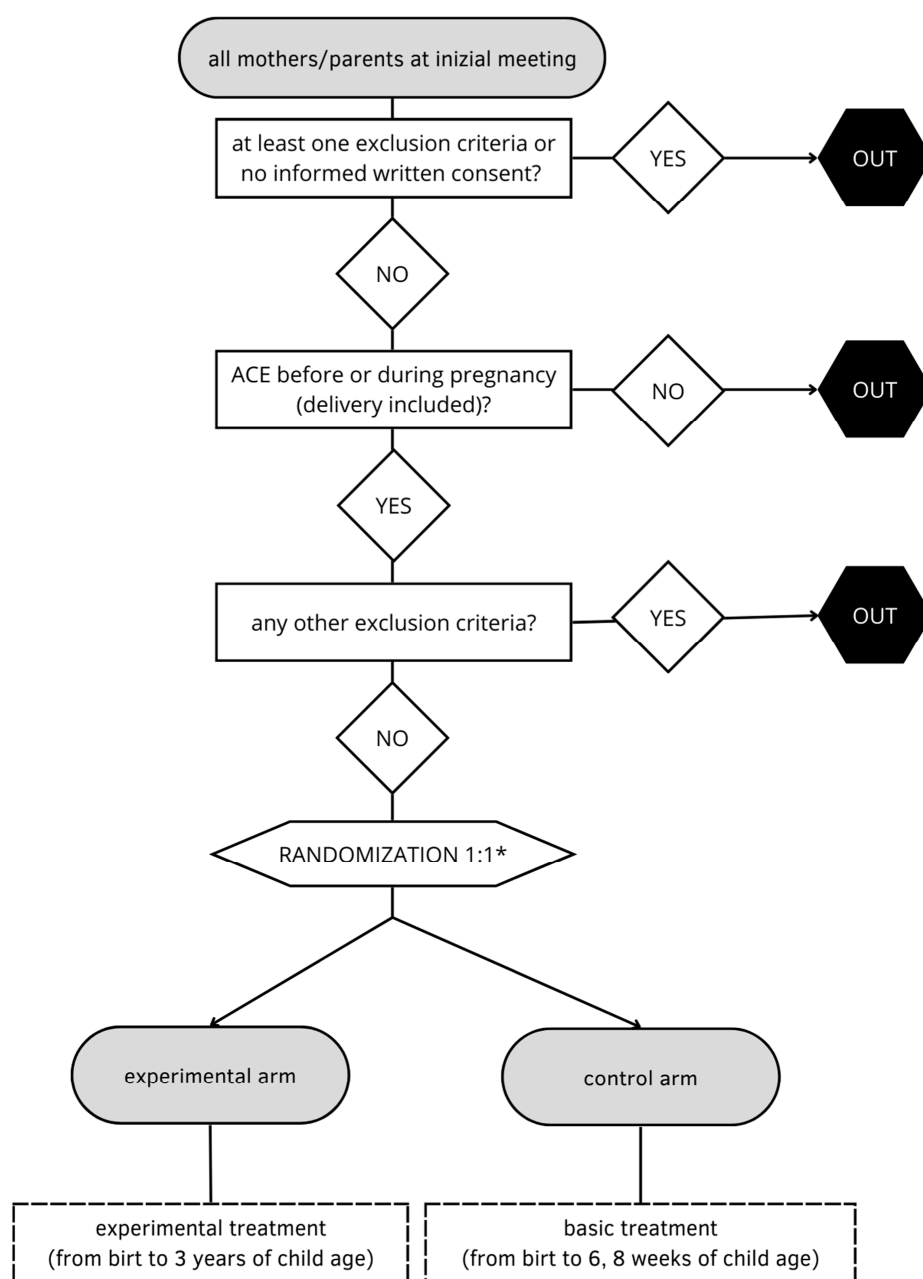 all mothers/parents at inizial meeting
at least one exclusion criteria or
no informed written consent?
YES
OUT
NO
ACE before or during pregnancy
(delivery included)?
NO
OUT
YES
any other exclusion criteria?
YES
OUT
NO
RANDOMIZATION 1:1*
experimental arm
control arm
experimental treatment
(from birt to 3 years of child age)
basic treatment
(from birt to 6, 8 weeks of child age)